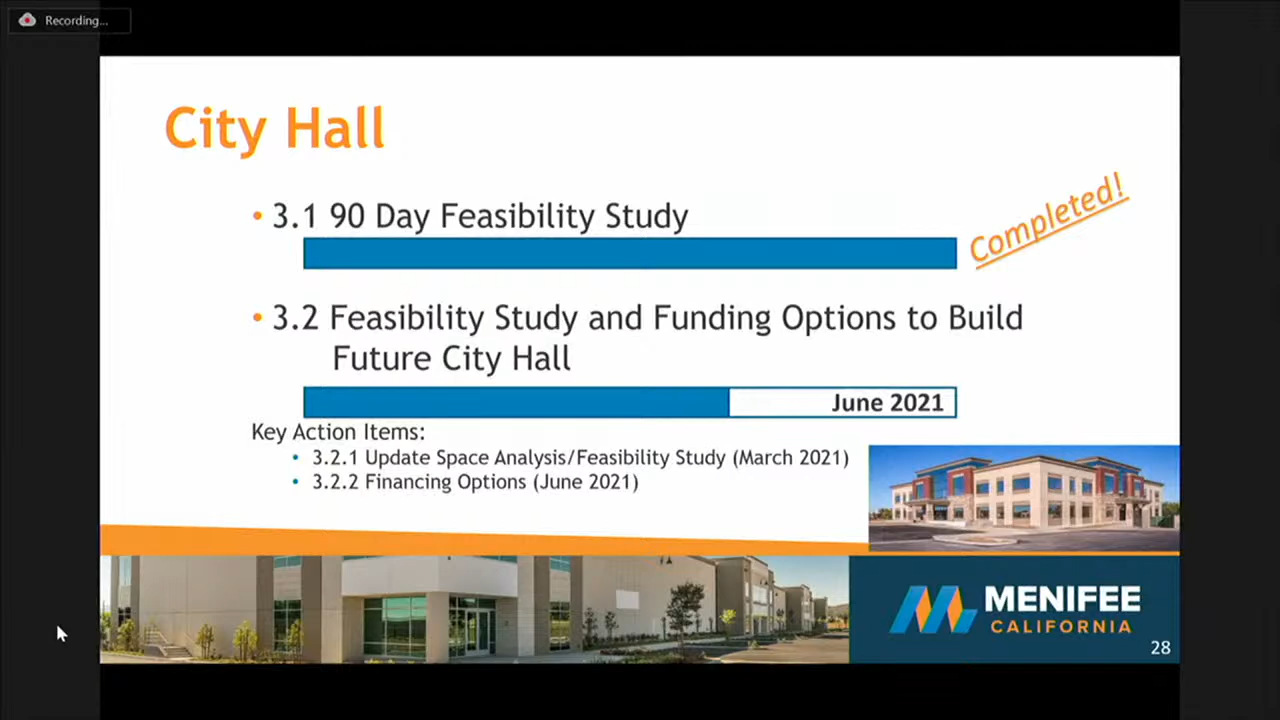 Recording...
City Hall
• 3.1 90 Day Feasibility Study
Completed!
• 3.2 Feasibility Study and Funding Options to Build
Future City Hall
June 2021
Key Action Items:
• 3.2.1 Update Space Analysis/Feasibility Study (March 2021)
• 3.2.2 Financing Options (June 2021)
MENIFEE
CALIFORNIA
28